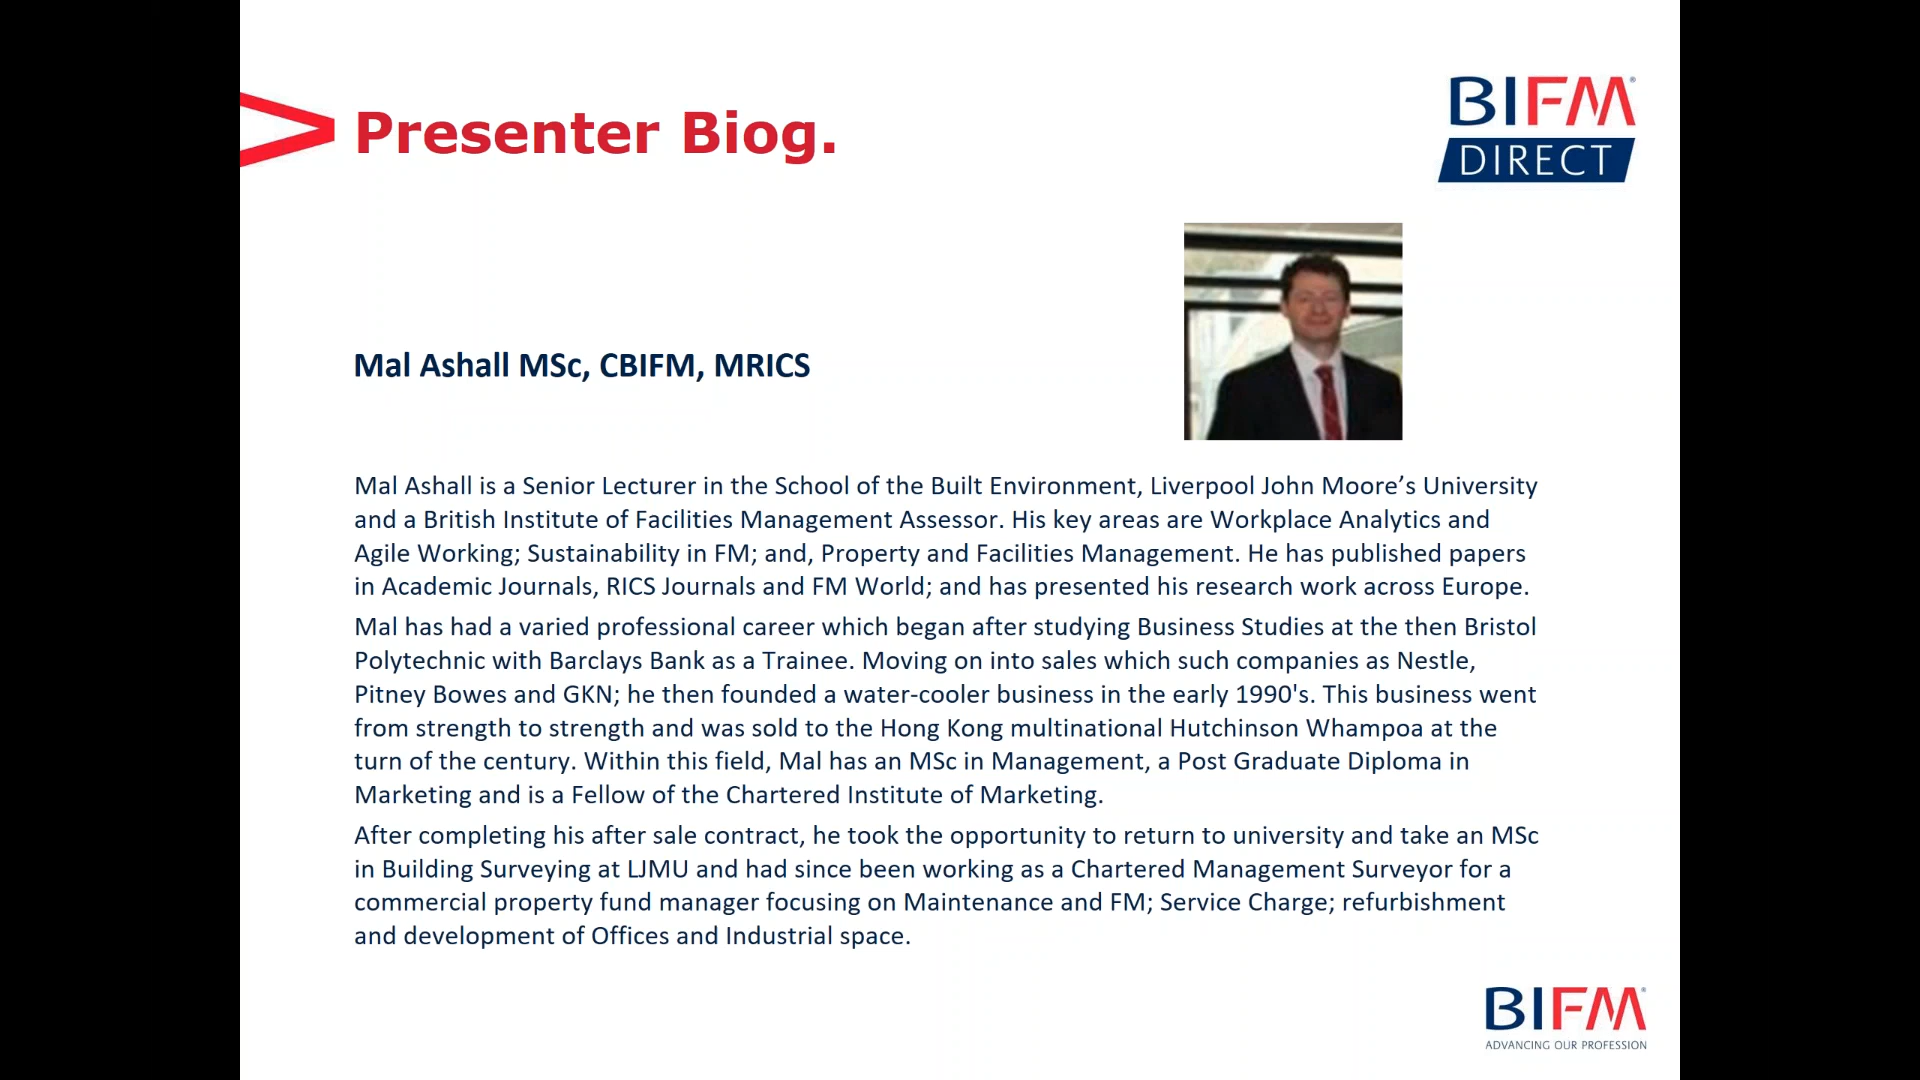 Presenter Biog.
BIFM®
DIRECT
Mal Ashall MSc, CBIFM, MRICS
Mal Ashall is a Senior Lecturer in the School of the Built Environment, Liverpool John Moore’s University
and a British Institute of Facilities Management Assessor. His key areas are Workplace Analytics and
Agile Working; Sustainability in FM; and, Property and Facilities Management. He has published papers
in Academic Journals, RICS Journals and FM World; and has presented his research work across Europe.
Mal has had a varied professional career which began after studying Business Studies at the then Bristol
Polytechnic with Barclays Bank as a Trainee. Moving on into sales which such companies as Nestle,
Pitney Bowes and GKN; he then founded a water-cooler business in the early 1990's. This business went
from strength to strength and was sold to the Hong Kong multinational Hutchinson Whampoa at the
turn of the century. Within this field, Mal has an MSc in Management, a Post Graduate Diploma in
Marketing and is a Fellow of the Chartered Institute of Marketing.
After completing his after sale contract, he took the opportunity to return to university and take an MSc
in Building Surveying at LJMU and had since been working as a Chartered Management Surveyor for a
commercial property fund manager focusing on Maintenance and FM; Service Charge; refurbishment
and development of Offices and Industrial space.
BIFM®
ADVANCING OUR PROFESSION